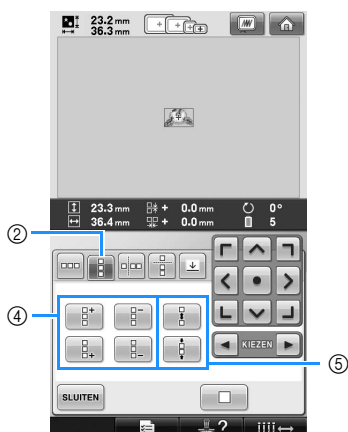 23.2 mm
36.3 mm
23.3 mm + 0.0 mm 0°
36.4 mm + 0.0 mm 5
②
④
⑤
KIEZEN
SLUITEN
?